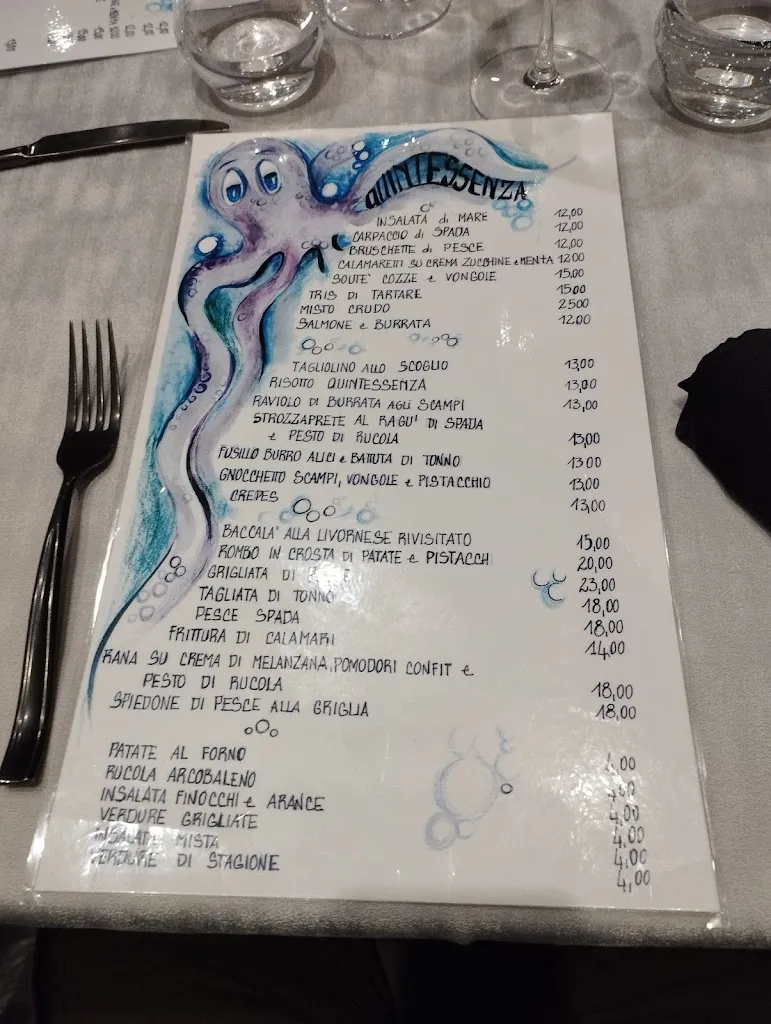 QUINTESSENZA
INSALATA di MARE 12,00
CARPACCIO di SPADA 12,00
BRUSCHETTE di PESCE 12,00
CALAMARETTI SU CREMA ZUCCHINE e MENTA 12,00
SOUTE' COZZE e VONGOLE 15,00
TRIS DI TARTARE 15,00
MISTO CRUDO 25,00
SALMONE e BURRATA 12,00
TAGLIOLINO ALLO SCOGLIO 13,00
RISOTTO QUINTESSENZA 13,00
RAVIOLO DI BURRATA AGLI SCAMPI 13,00
STROZZAPRETE AL RAGU' DI SPADA
e PESTO DI RUCOLA 13,00
FUSILLO BURRO ALICI e BATTUTA DI TONNO 13,00
GNOCCHETTO SCAMPI, VONGOLE e PISTACCHIO 13,00
CREPES 13,00
BACCALA' ALLA LIVORNESE RIVISITATO 15,00
ROMBO IN CROSTA DI PATATE e PISTACCHI 20,00
GRIGLIATA DI 23,00
TAGLIATA DI TONNO 18,00
PESCE SPADA 18,00
FRITTURA DI CALAMARI 14,00
RANA SU CREMA DI MELANZANA, POMODORI CONFIT e
PESTO DI RUCOLA 18,00
SPIEDONE DI PESCE ALLA GRIGLIA 18,00
PATATE AL FORNO 4,00
RUCOLA ARCOBALENO 4,00
INSALATA FINOCCHI e ARANCE 4,00
VERDURE GRIGLIATE 4,00
INSALATA MISTA 4,00
VERDURE DI STAGIONE 4,00